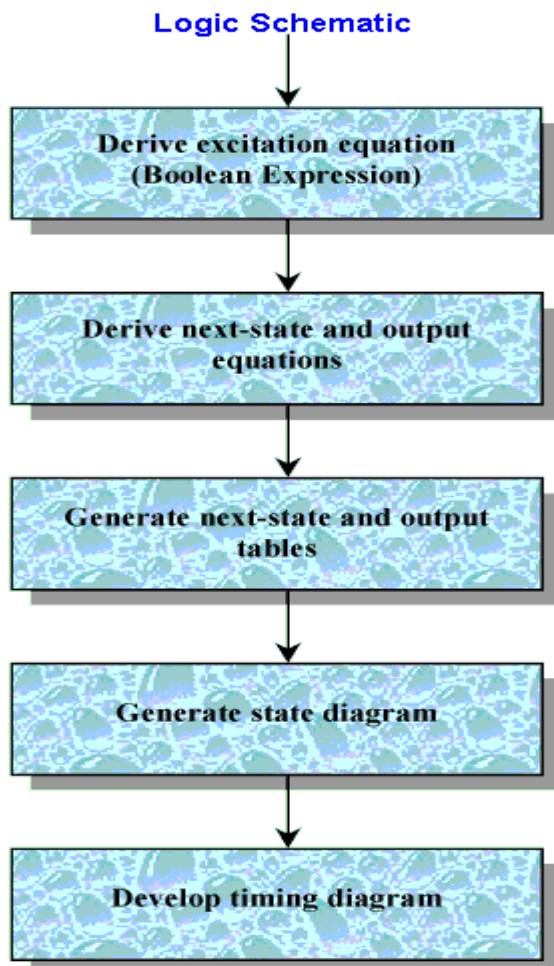 Logic Schematic
Derive excitation equation
(Boolean Expression)
Derive next-state and output
equations
Generate next-state and output
tables
Generate state diagram
Develop timing diagram